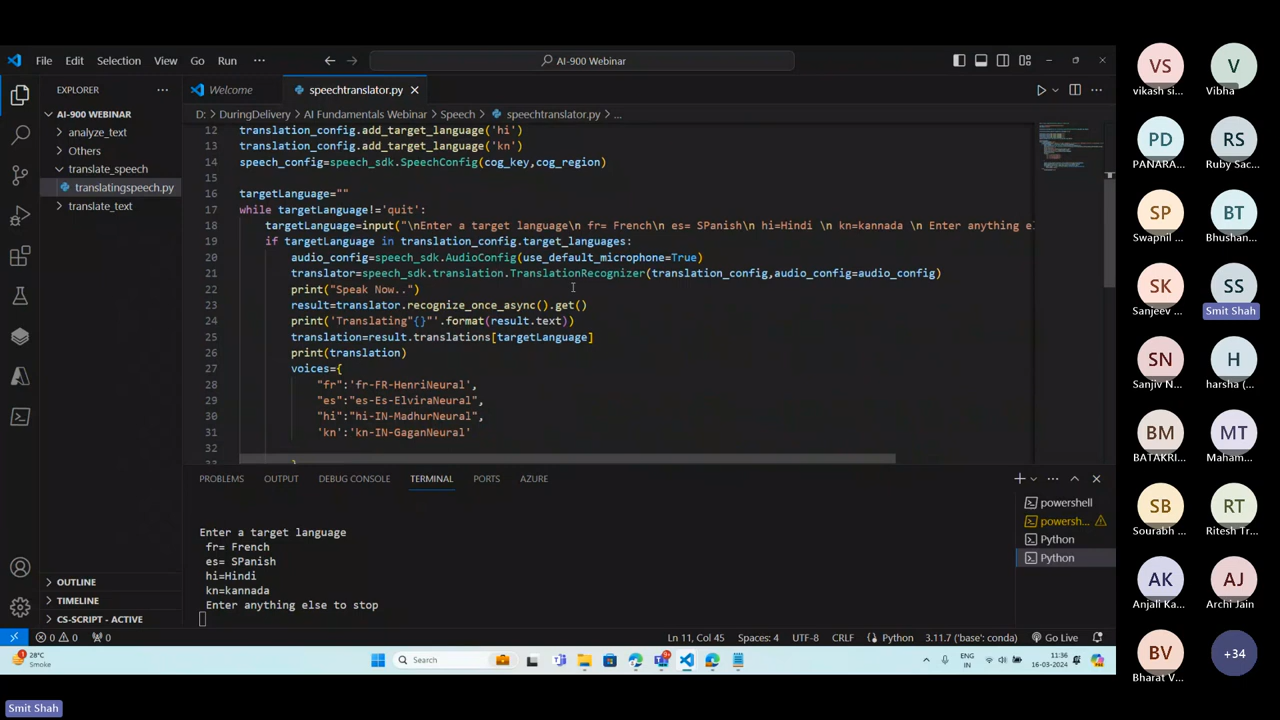 File Edit Selection View Go Run ··· AI-900 Webinar
EXPLORER ···
AI-900 WEBINAR
analyze_text
Others
translate_speech
translatingspeech.py
translate_text
OUTLINE
TIMELINE
CS-SCRIPT - ACTIVE
Welcome speechtranslator.py
D: > DuringDelivery > AI Fundamentals Webinar > Speech > speechtranslator.py > ...
12 translation_config.add_target_language('hi')
13 translation_config.add_target_language('kn')
14 speech_config=speech_sdk.SpeechConfig(cog_key,cog_region)
15
16 targetLanguage=""
17 while targetLanguage!='quit':
18 targetLanguage=input("\nEnter a target language\n fr= French\n es= SPanish\n hi=Hindi \n kn=kannada \n Enter anything el
19 if targetLanguage in translation_config.target_languages:
20 audio_config=speech_sdk.AudioConfig(use_default_microphone=True)
21 translator=speech_sdk.translation.TranslationRecognizer(translation_config,audio_config=audio_config)
22 print("Speak Now..")
23 result=translator.recognize_once_async().get()
24 print('Translating"{}"'.format(result.text))
25 translation=result.translations[targetLanguage]
26 print(translation)
27 voices={
28 "fr":'fr-FR-HenriNeural',
29 "es":"es-Es-ElviraNeural",
30 "hi":"hi-IN-MadhurNeural",
31 'kn':'kn-IN-GaganNeural'
32
33 }
PROBLEMS OUTPUT DEBUG CONSOLE TERMINAL PORTS AZURE
Enter a target language
fr= French
es= SPanish
hi=Hindi
kn=kannada
Enter anything else to stop
powershell
powersh...
Python
Python
0 0 0 Ln 11, Col 45 Spaces: 4 UTF-8 CRLF Python 3.11.7 ('base': conda) Go Live
28°C
Smoke
Search
ENG
IN
11:36
16-03-2024
Smit Shah
VS V
vikash si... Vibha
PD RS
PANARA... Ruby Sac...
SP BT
Swapnil ... Bhushan...
SK SS
Sanjeev ... Smit Shah
SN H
Sanjiv N... harsha (...
BM MT
BATAKRI... Maham...
SB RT
Sourabh ... Ritesh Tr...
AK AJ
Anjali Ka... Archi Jain
BV +34
Bharat V...